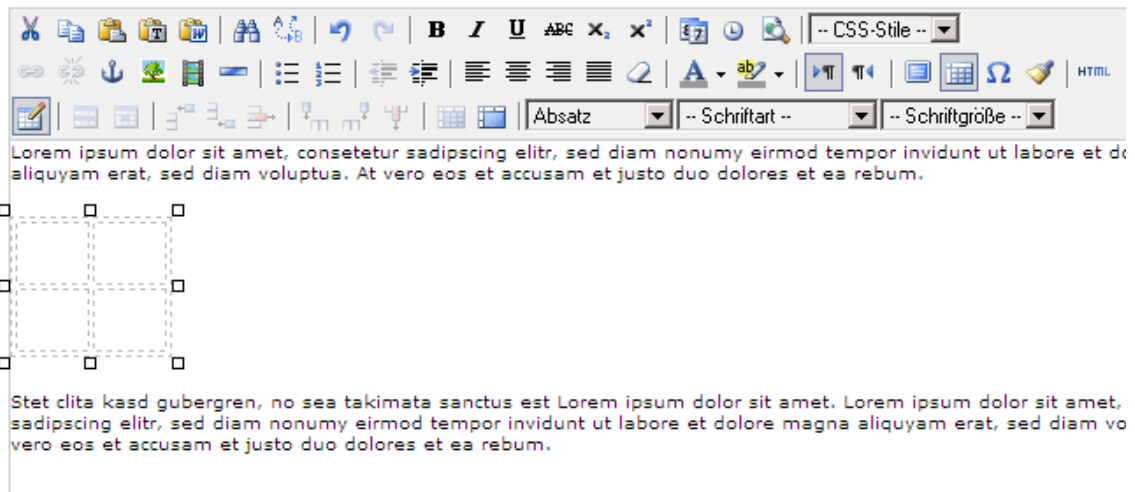 B I U ABC X₂ X² -- CSS-Stile --
HTML
Absatz -- Schriftart -- -- Schriftgröße --
Lorem ipsum dolor sit amet, consetetur sadipscing elitr, sed diam nonumy eirmod tempor invidunt ut labore et
aliquyam erat, sed diam voluptua. At vero eos et accusam et justo duo dolores et ea rebum.
Stet clita kasd gubergren, no sea takimata sanctus est Lorem ipsum dolor sit amet. Lorem ipsum dolor sit amet,
sadipscing elitr, sed diam nonumy eirmod tempor invidunt ut labore et dolore magna aliquyam erat, sed diam
vero eos et accusam et justo duo dolores et ea rebum.